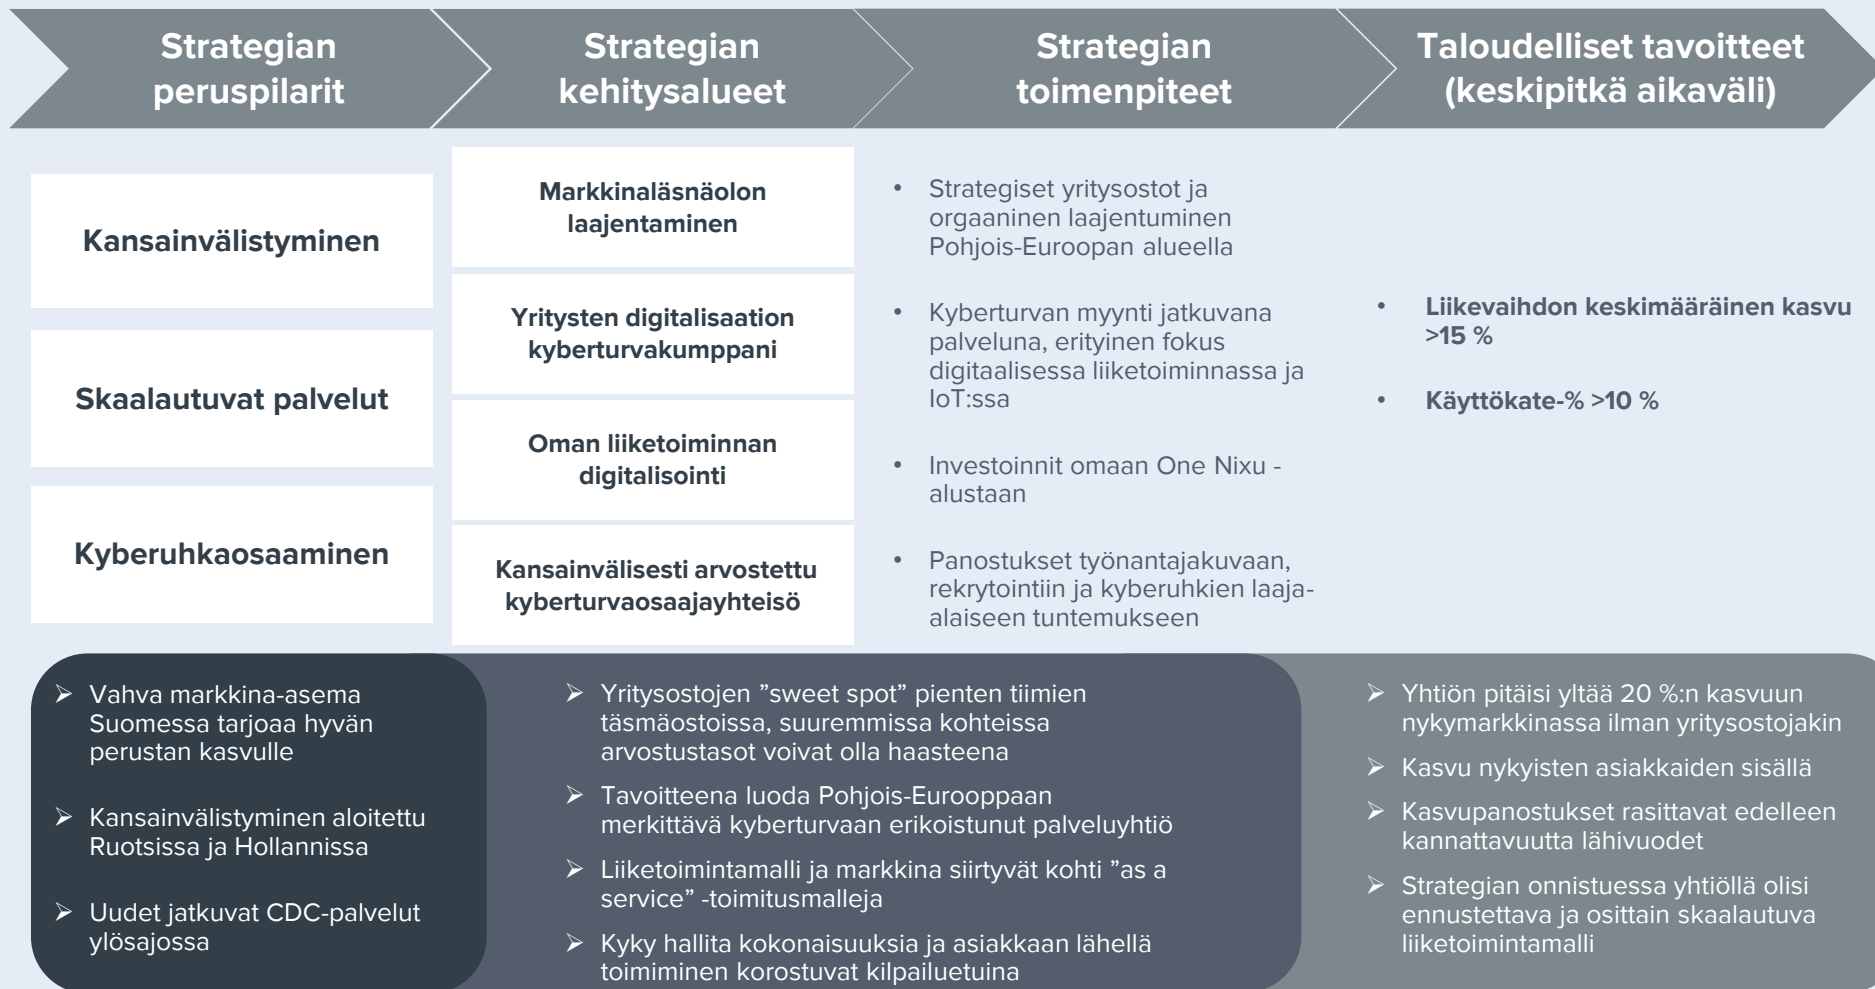 Strategian
peruspilarit
Strategian
kehitysalueet
Strategian
toimenpiteet
Taloudelliset tavoitteet
(keskipitkä aikaväli)
Kansainvälistyminen
Skaalautuvat palvelut
Kyberuhkaosaaminen
Markkinaläsnäolon
laajentaminen
Yritysten digitalisaation
kyberturvakumppani
Oman liiketoiminnan
digitalisointi
Kansainvälisesti arvostettu
kyberturvaosaajayhteisö
• Strategiset yritysostot ja
orgaaninen laajentuminen
Pohjois-Euroopan alueella
• Kyberturvan myynti jatkuvana
palveluna, erityinen fokus
digitaalisessa liiketoiminnassa ja
IoT:ssa
• Investoinnit omaan One Nixu -
alustaan
• Panostukset työnantajakuvaan,
rekrytointiin ja kyberuhkien laaja-
alaiseen tuntemukseen
• Liikevaihdon keskimääräinen kasvu
>15 %
• Käyttökate-% >10 %
➢ Vahva markkina-asema
Suomessa tarjoaa hyvän
perustan kasvulle
➢ Kansainvälistyminen aloitettu
Ruotsissa ja Hollannissa
➢ Uudet jatkuvat CDC-palvelut
ylösajossa
➢ Yritysostojen ”sweet spot” pienten tiimien
täsmäostoissa, suuremmissa kohteissa
arvostustasot voivat olla haasteena
➢ Tavoitteena luoda Pohjois-Eurooppaan
merkittävä kyberturvaan erikoistunut palveluyhtiö
➢ Liiketoimintamalli ja markkina siirtyvät kohti ”as a
service” -toimitusmalleja
➢ Kyky hallita kokonaisuuksia ja asiakkaan lähellä
toimiminen korostuvat kilpailuetuina
➢ Yhtiön pitäisi yltää 20 %:n kasvuun
nykymarkkinassa ilman yritysostojakin
➢ Kasvu nykyisten asiakkaiden sisällä
➢ Kasvupanostukset rasittavat edelleen
kannattavuutta lähivuodet
➢ Strategian onnistuessa yhtiöllä olisi
ennustettava ja osittain skaalautuva
liiketoimintamalli